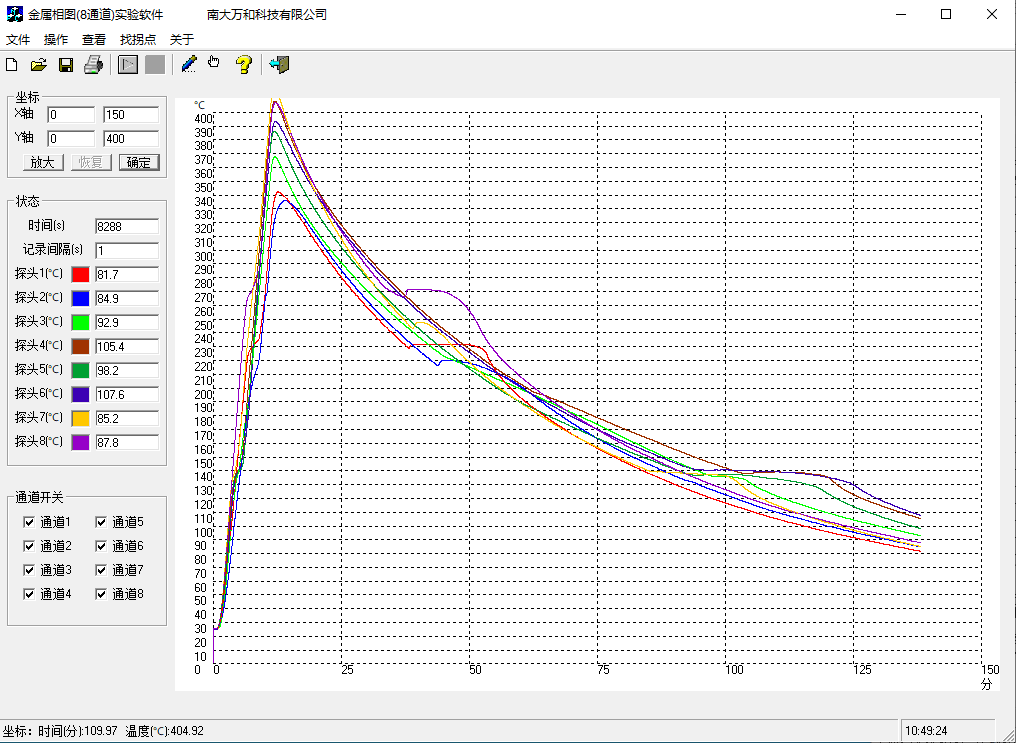 金属相图(8通道)实验软件 南大万和科技有限公司
文件 操作 查看 找拐点 关于
坐标
X轴 0 150
Y轴 0 400
放大 恢复 确定
状态
时间(s) 8288
记录间隔(s) 1
探头1(℃) 81.7
探头2(℃) 84.9
探头3(℃) 92.9
探头4(℃) 105.4
探头5(℃) 98.2
探头6(℃) 107.6
探头7(℃) 85.2
探头8(℃) 87.8
通道开关
通道1 通道5
通道2 通道6
通道3 通道7
通道4 通道8
℃
400
390
380
370
360
350
340
330
320
310
300
290
280
270
260
250
240
230
220
210
200
190
180
170
160
150
140
130
120
110
100
90
80
70
60
50
40
30
20
10
0 0 25 50 75 100 125 150
分
坐标: 时间(分):109.97 温度(℃):404.92
10:49:24